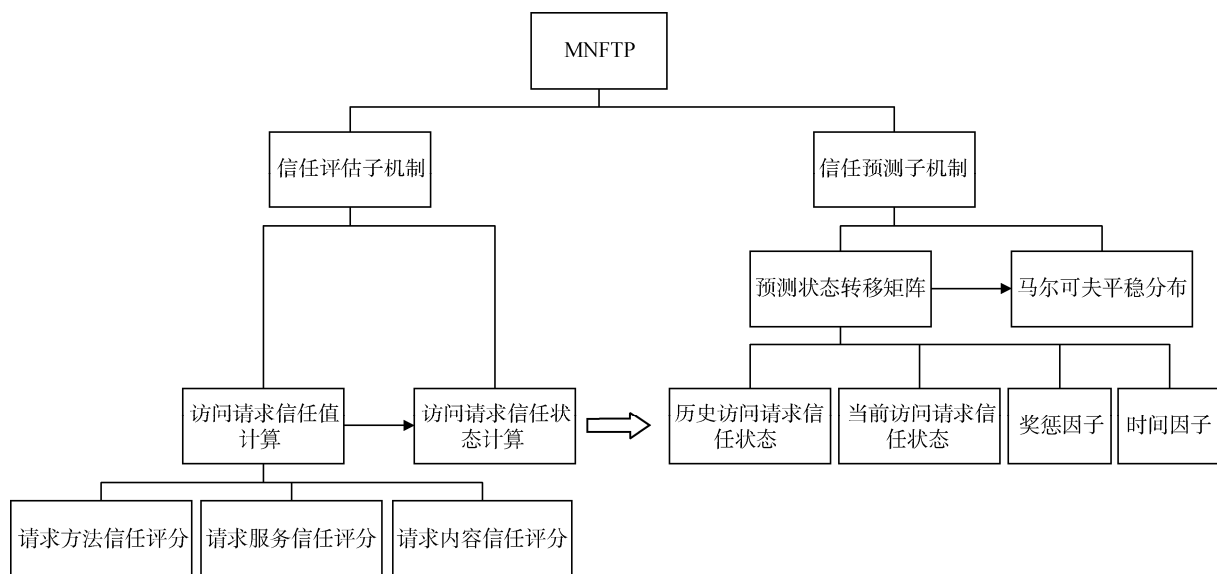 MNFTP
信任评估子机制
信任预测子机制
预测状态转移矩阵
马尔可夫平稳分布
访问请求信任值
计算
访问请求信任状
态计算
历史访问请求信
任状态
当前访问请求信
任状态
奖惩因子
时间因子
请求方法信任评分
请求服务信任评分
请求内容信任评分